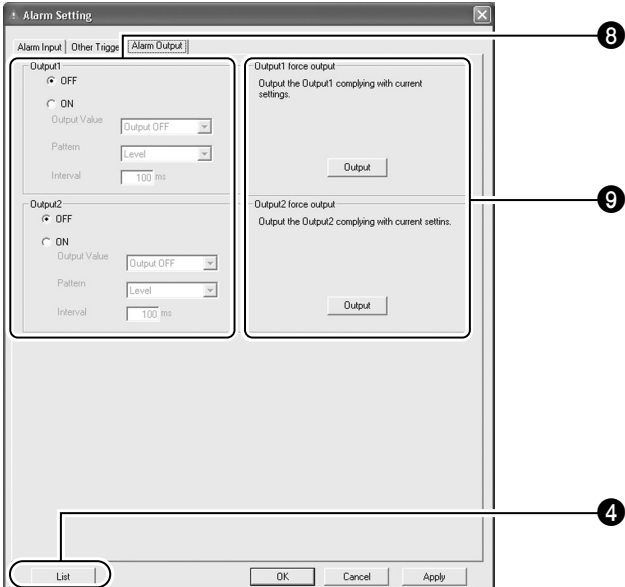 Alarm Setting
Alarm Input Other Trigge Alarm Output
Output1
OFF
ON
Output Value Output OFF
Pattern Level
Interval 100 ms
Output1 force output
Output the Output1 complying with current
settings.
Output
Output2
OFF
ON
Output Value Output OFF
Pattern Level
Interval 100 ms
Output2 force output
Output the Output2 complying with current settins.
Output
List OK Cancel Apply
8
9
4